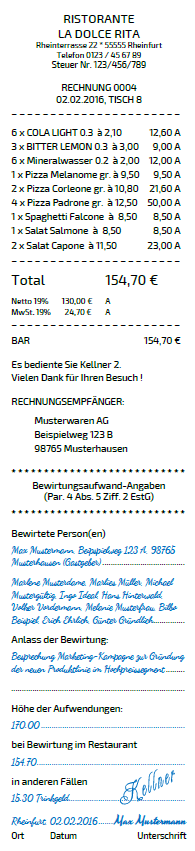 RISTORANTE
LA DOLCE RITA
Rheinterrasse 22 * 55555 Rheinfurt
Telefon 0123 / 45 67 89
Steuer Nr. 123/456/789
RECHNUNG 0004
02.02.2016, TISCH 8
6 x COLA LIGHT 0.3 à 2,10 12,60 A
3 x BITTER LEMON 0.3 à 3,00 9,00 A
6 x Mineralwasser 0.2 à 2,00 12,00 A
1 x Pizza Melanome gr. à 9,50 9,50 A
2 x Pizza Corleone gr. à 10,80 21,60 A
4 x Pizza Padrone gr. à 12,50 50,00 A
1 x Spaghetti Falcone à 8,50 8,50 A
1 x Salat Salmone à 8,50 8,50 A
2 x Salat Capone à 11,50 23,00 A
Total 154,70 €
Netto 19% 130,00 € A
MwSt. 19% 24,70 € A
BAR 154,70 €
Es bediente Sie Kellner 2.
Vielen Dank für Ihren Besuch !
RECHNUNGSEMPFÄNGER:
Musterwaren AG
Beispielweg 123 B
98765 Musterhausen
Bewirtungsaufwand-Angaben
(Par. 4 Abs. 5 Ziff. 2 EstG)
Bewirtete Person(en)
Max Mustermann, Beispielweg 123 A, 98765
Musterhausen (Gastgeber)
Marlene Musterdame, Marlies Müller, Michael
Mustergültig, Ingo Ideal, Hans Hinterwald,
Volker Vordermann, Melanie Musterfrau, Bilbo
Beispiel, Erich Ehrlich, Günter Gründlich
Anlass der Bewirtung:
Besprechung Marketing-Kampagne zur Gründung
der neuen Produktlinie im Hochpreissegment
Höhe der Aufwendungen:
170.00
bei Bewirtung im Restaurant
154.70
in anderen Fällen
15.30 Trinkgeld
Kellner
Rheinfurt, 02.02.2016 Max Mustermann
Ort Datum Unterschrift